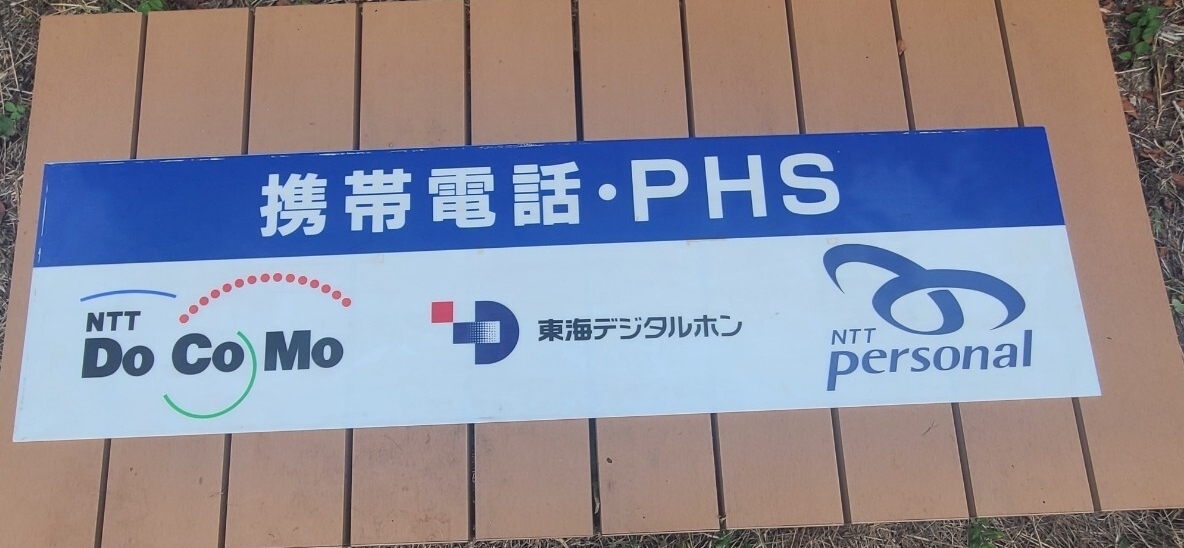 携帯電話・PHS
NTT
DoCoMo
東海デジタルホン
NTT
personal